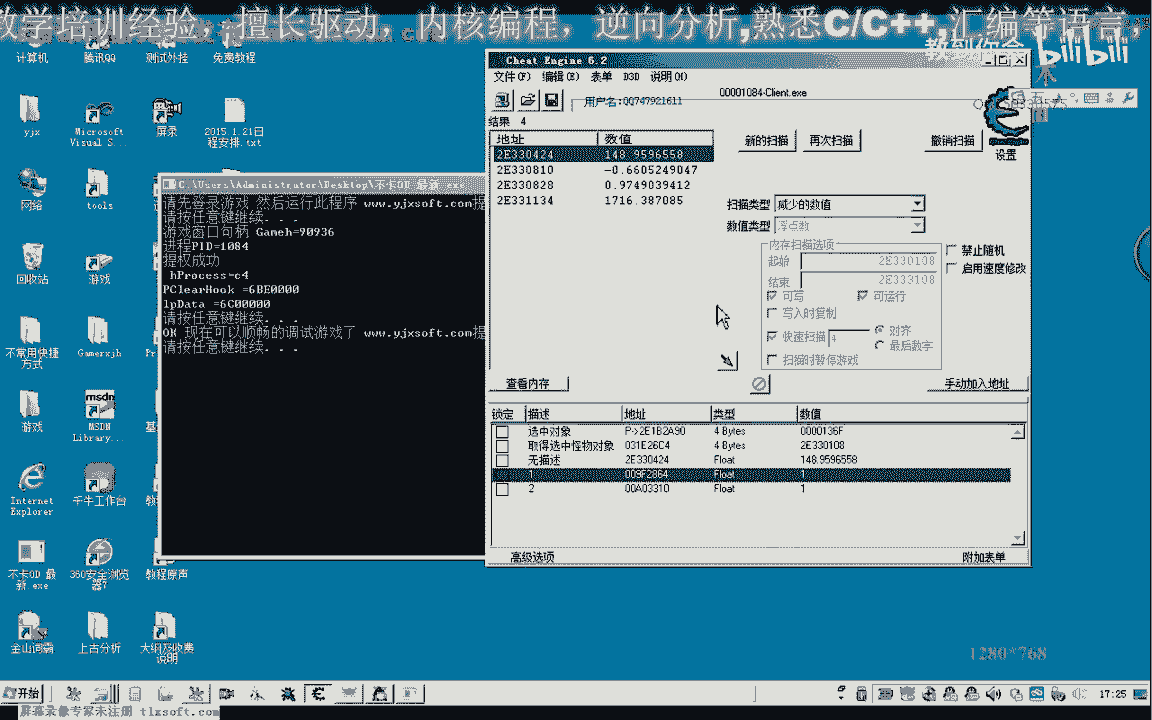 教学培训经验，擅长驱动，内核编程，逆向分析,熟悉C/C++,汇编等语言,
bilibili
计算机
腾讯QQ
测试外挂
免费教程
yjx
Microsoft Visual S...
屏录
2015.1.21日程安排.txt
网络
tools
回收站
游戏
不常用快捷方式
Gamerxjh
游戏
MSDN Library...
Internet Explorer
千牛工作台
不卡OD 最新.exe
360安全浏览器7
教程原声
金山词霸
上古分析
大纲及收费说明
C:\Users\Administrator\Desktop\不卡OD 最新.exe
请先登录游戏 然后运行此程序 www.yjxsoft.com提
请按任意键继续. . .
游戏窗口句柄 Gameh=90936
进程PID=1084
提权成功
hProcess=c4
PClearHook =6BE0000
lpData =6C00000
请按任意键继续. . .
OK 现在可以顺畅的调试游戏了 www.yjxsoft.com提
请按任意键继续. . .
Cheat Engine 6.2
文件(F) 编辑(E) 表单 D3D 说明(H)
用户名:QQ747921611
00001084-Client.exe
结果 4
地址 数值
2E330424 148.9596558
2E330810 -0.6605249047
2E330828 0.9749039412
2E331134 1716.387085
新的扫描 再次扫描 撤销扫描
设置
扫描类型 减少的数值
数值类型 浮点数
内存扫描选项
起始 2E330108
结束 2E333108
可写 可运行
写入时复制
快速扫描 4 对齐
最后数字
扫描时暂停游戏
禁止随机
启用速度修改
查看内存
手动加入地址
锁定 描述 地址 类型 数值
选中对象 P->2E1B2A90 4 Bytes 0000136F
取得选中怪物对象 031E26C4 4 Bytes 2E330108
无描述 2E330424 Float 148.9596558
1 009F2864 Float 1
2 00A03310 Float 1
高级选项 附加表单
1280*768
开始
17:25
屏幕录像专家未注册 tlxsoft.com